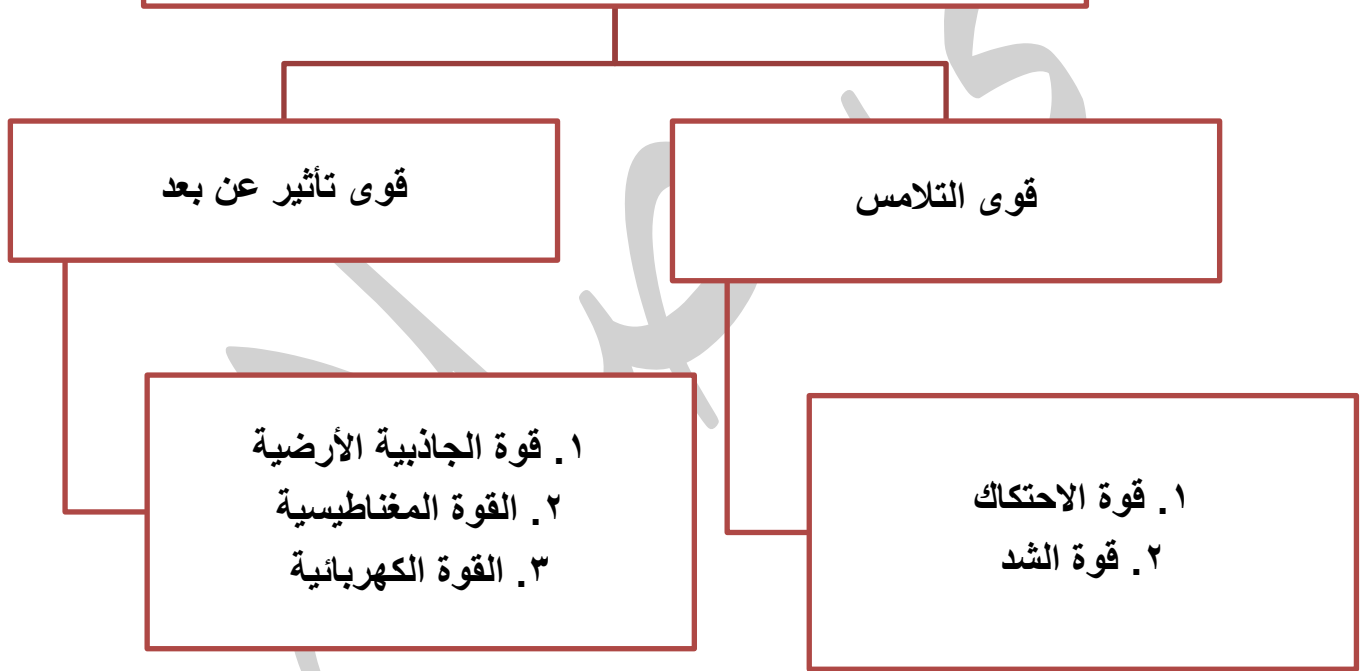 قوى التلامس
قوى تأثير عن بعد
١. قوة الاحتكاك
٢. قوة الشد
١. قوة الجاذبية الأرضية
٢. القوة المغناطيسية
٣. القوة الكهربائية